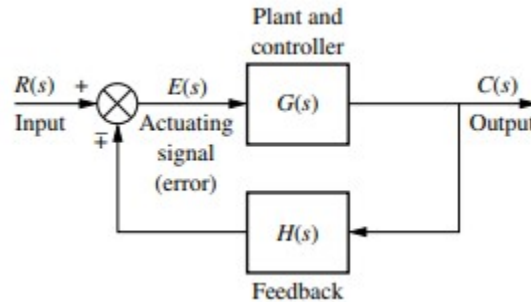 Plant and
controller
R(s) + E(s) G(s) C(s)
Input ∓ Actuating Output
signal
(error)
H(s)
Feedback